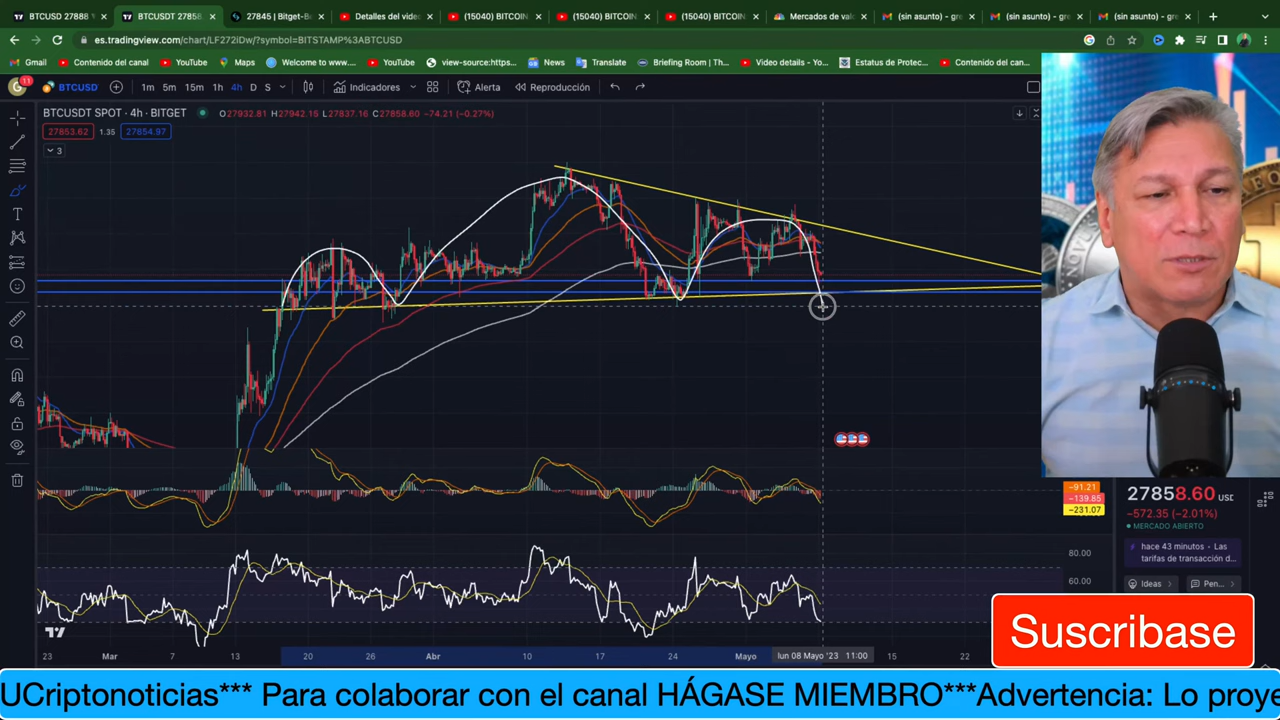 BTCUSD 27888
BTCUSDT 27858
27845 | Bitget-B
Detalles del vide
(15040) BITCOIN
(15040) BITCOIN
(15040) BITCOIN
Mercados de val
(sin asunto) - gre
(sin asunto) - gre
(sin asunto) - gre
es.tradingview.com/chart/LF272iDw/?symbol=BITSTAMP%3ABTCUSD
Gmail
Contenido del canal
YouTube
Maps
Welcome to www....
YouTube
view-source:https...
News
Translate
Briefing Room | Th...
Video details - Yo...
Estatus de Protec...
Contenido del can...
G
11
BTCUSD
1m 5m 15m 1h 4h D S
Indicadores
Alerta
Reproducción
BTCUSDT SPOT · 4h · BITGET
O27932.81 H27942.15 L27837.16 C27858.60 −74.21 (−0.27%)
27853.62 1.35 27854.97
3
−91.21
−139.85
−231.07
80.00
60.00
27858.60 USD
−572.35 (−2.01%)
MERCADO ABIERTO
hace 43 minutos · Las
tarifas de transacción d...
Ideas
Pen...
23 Mar 7 13 20 26 Abr 10 17 24 Mayo lun 08 Mayo '23 11:00 15 22
Suscribase
UCriptonoticias*** Para colaborar con el canal HÁGASE MIEMBRO***Advertencia: Lo proye